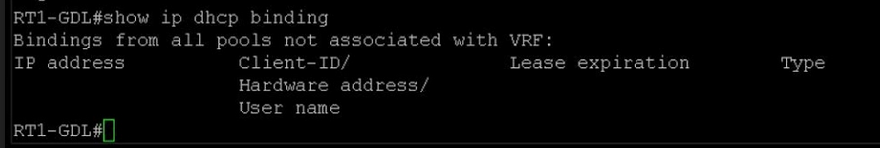 RT1-GDL#show ip dhcp binding
Bindings from all pools not associated with VRF:
IP address Client-ID/ Lease expiration Type
Hardware address/
User name
RT1-GDL#